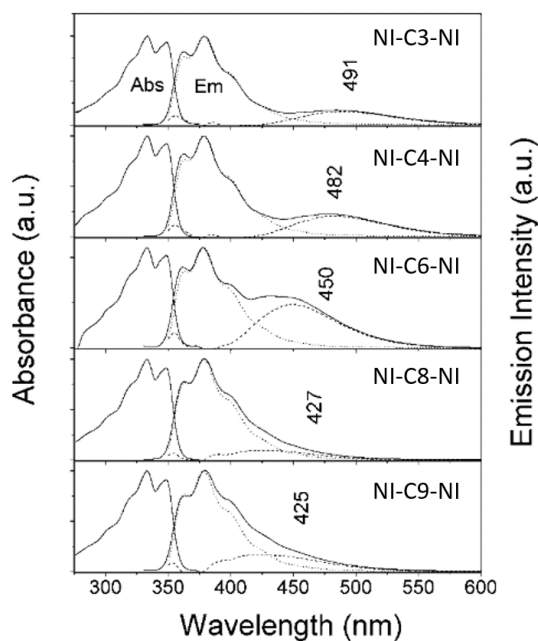 NI-C3-NI
Abs
Em
491
NI-C4-NI
482
NI-C6-NI
450
NI-C8-NI
427
NI-C9-NI
425
Absorbance (a.u.)
Emission Intensity (a.u.)
300 350 400 450 500 550 600
Wavelength (nm)